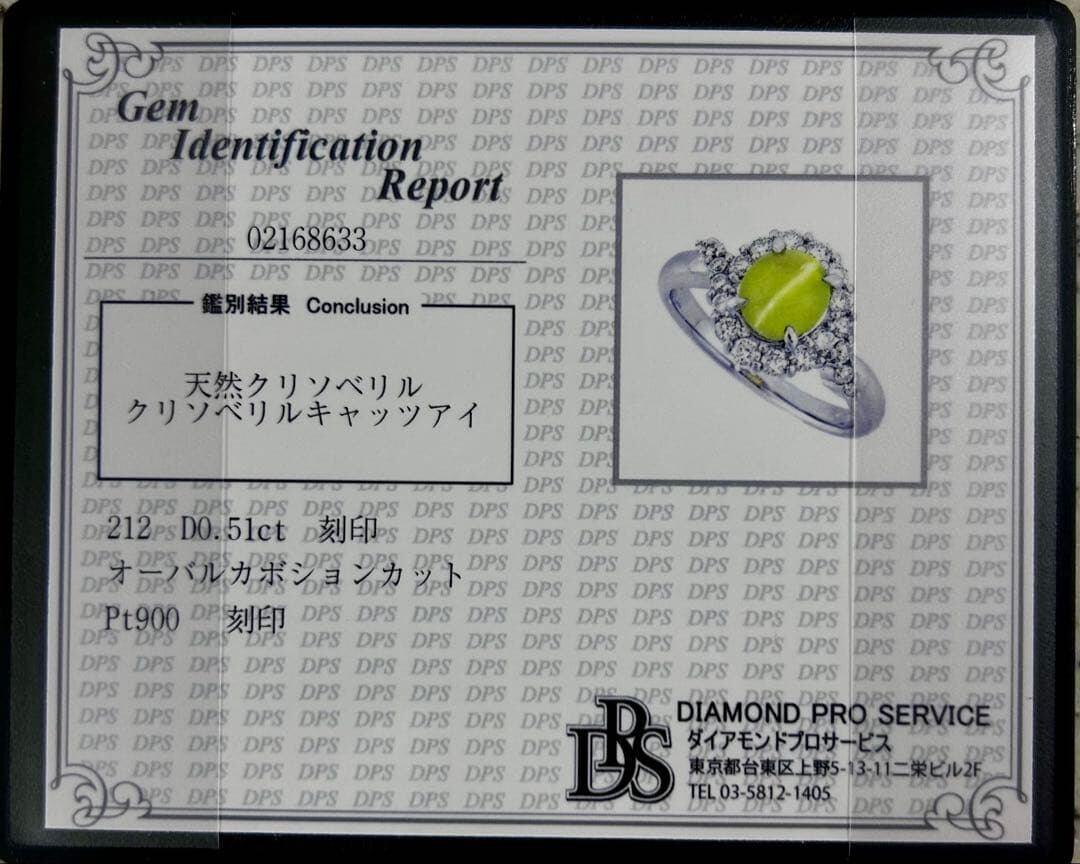 Gem
Identification
Report
02168633
鑑別結果 Conclusion
天然クリソベリル
クリソベリルキャッツアイ
212 D0.51ct 刻印
オーバルカボションカット
Pt900 刻印
DPS
DIAMOND PRO SERVICE
ダイアモンドプロサービス
東京都台東区上野5-13-11二栄ビル2F
TEL 03-5812-1405